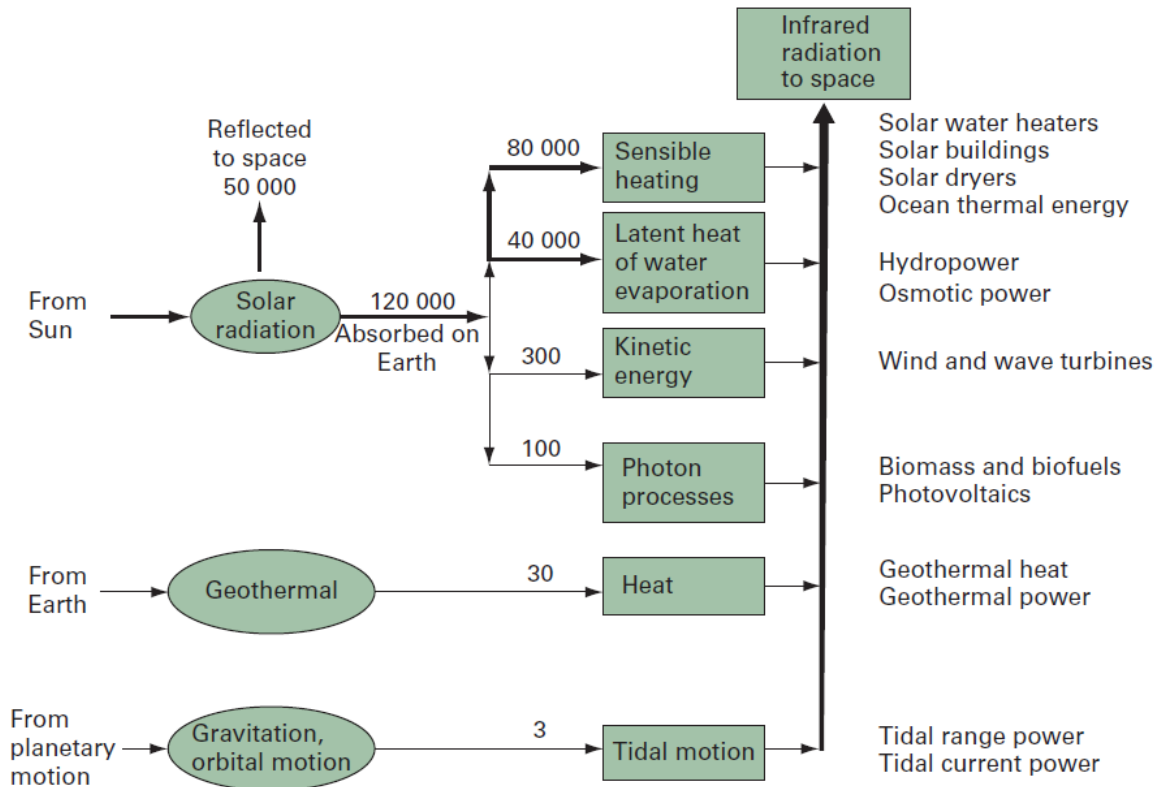 Infrared
radiation
to space
Reflected
to space
50 000
80 000
Sensible
heating
Solar water heaters
Solar buildings
Solar dryers
Ocean thermal energy
40 000
Latent heat
of water
evaporation
Hydropower
Osmotic power
From
Sun
Solar
radiation
120 000
Absorbed on
Earth
300
Kinetic
energy
Wind and wave turbines
100
Photon
processes
Biomass and biofuels
Photovoltaics
From
Earth
Geothermal
30
Heat
Geothermal heat
Geothermal power
From
planetary
motion
Gravitation,
orbital motion
3
Tidal motion
Tidal range power
Tidal current power